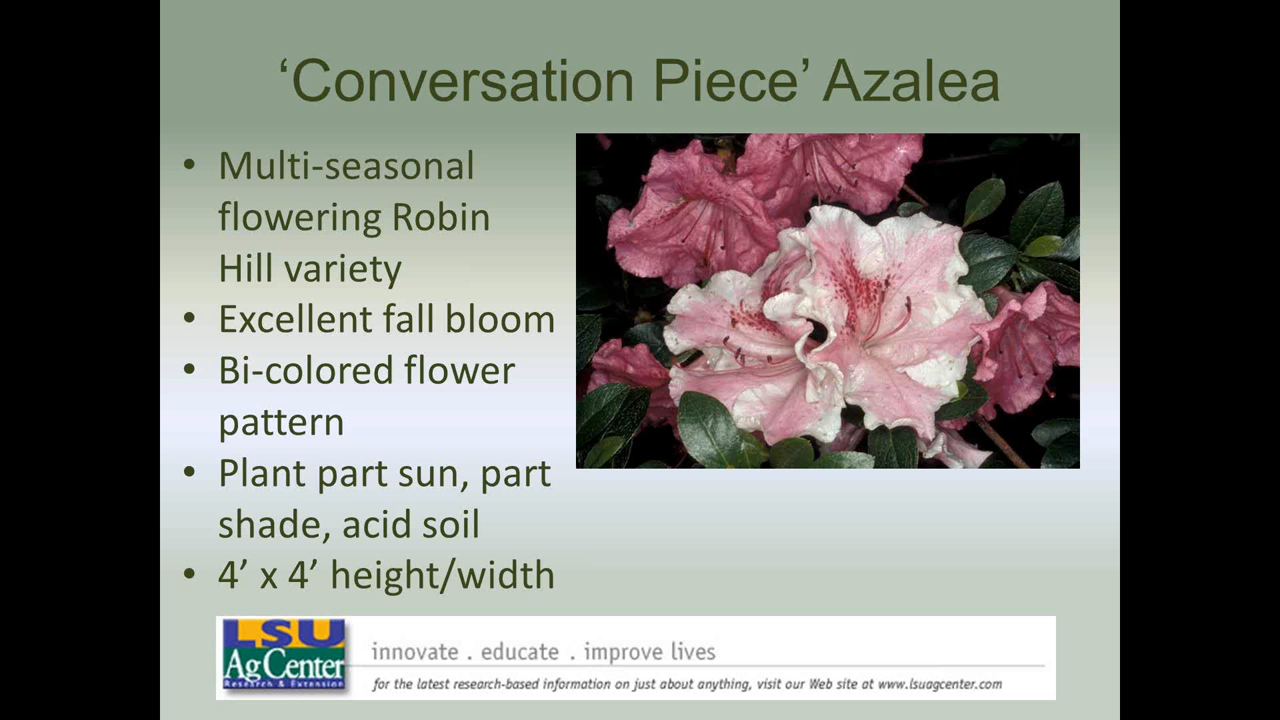 ‘Conversation Piece’ Azalea
• Multi-seasonal
flowering Robin
Hill variety
• Excellent fall bloom
• Bi-colored flower
pattern
• Plant part sun, part
shade, acid soil
• 4’ x 4’ height/width
LSU
AgCenter
Research & Extension
innovate . educate . improve lives
for the latest research-based information on just about anything, visit our Web site at www.lsuagcenter.com